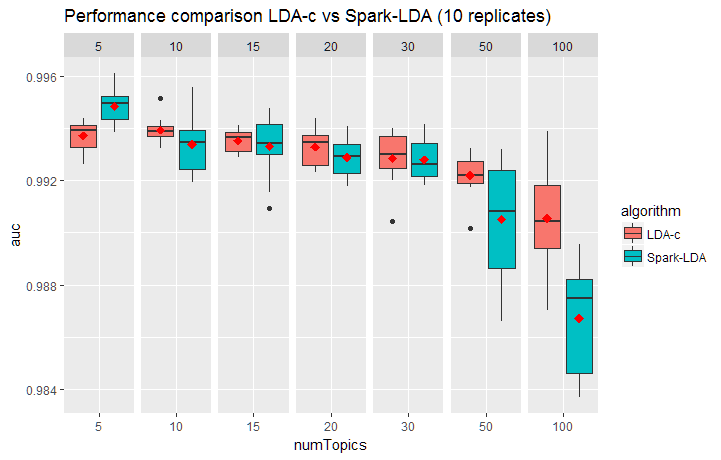 Performance comparison LDA-c vs Spark-LDA (10 replicates)
5 10 15 20 30 50 100
0.996
0.992
0.988
0.984
auc
5 10 15 20 30 50 100
numTopics
algorithm
LDA-c
Spark-LDA